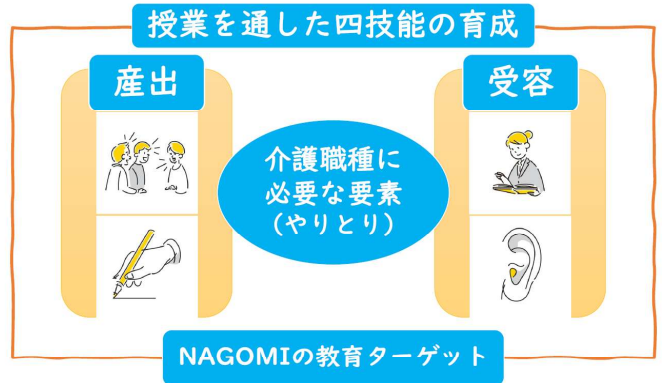 授業を通した四技能の育成
産出
受容
介護職種に
必要な要素
(やりとり)
NAGOMIの教育ターゲット